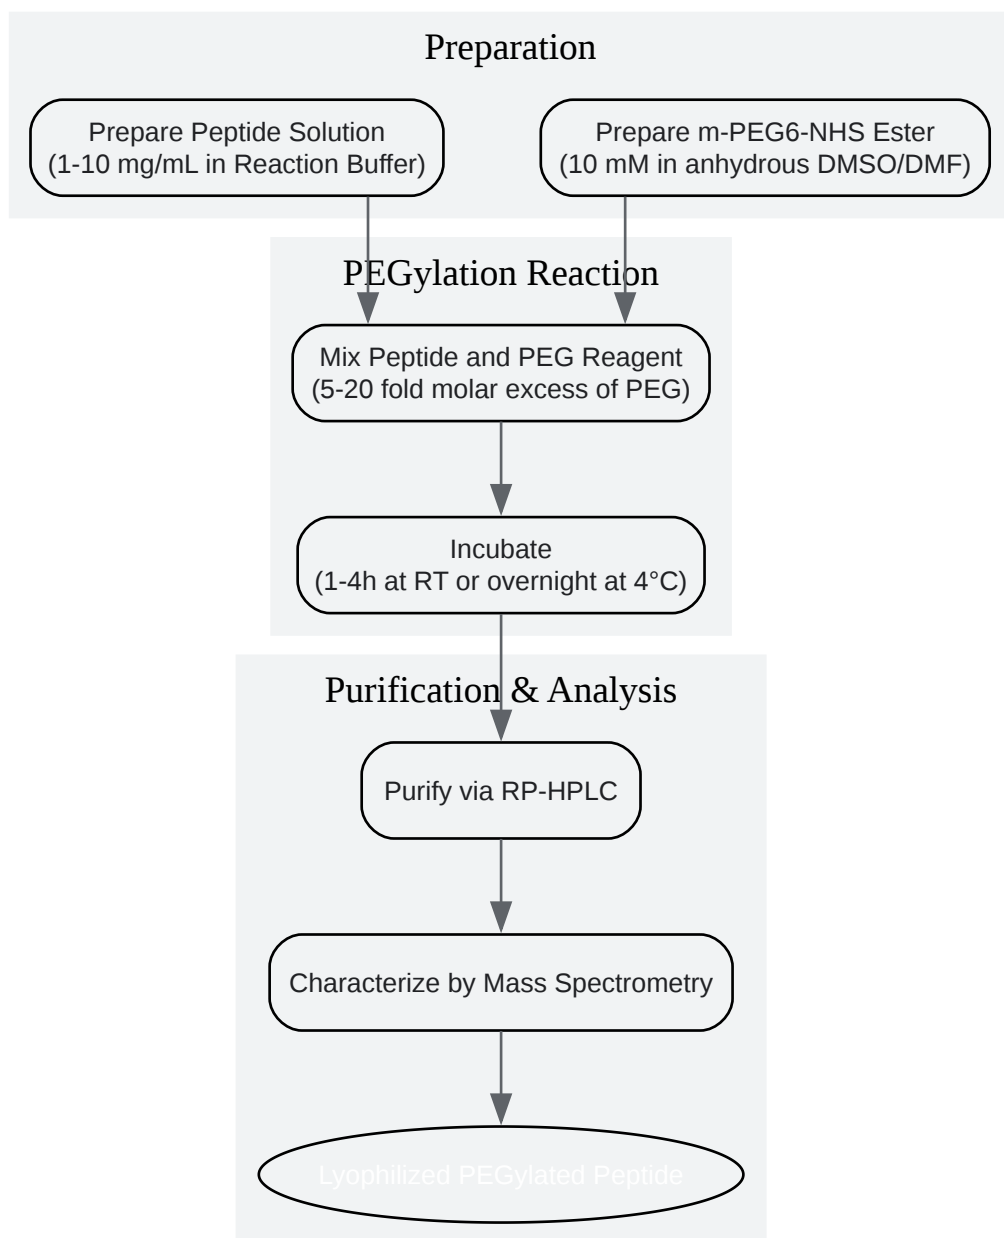 Preparation
Prepare Peptide Solution
(1-10 mg/mL in Reaction Buffer)
Prepare m-PEG6-NHS Ester
(10 mM in anhydrous DMSO/DMF)
PEGylation Reaction
Mix Peptide and PEG Reagent
(5-20 fold molar excess of PEG)
Incubate
(1-4h at RT or overnight at 4°C)
Purification & Analysis
Purify via RP-HPLC
Characterize by Mass Spectrometry
Lyophilized PEGylated Peptide